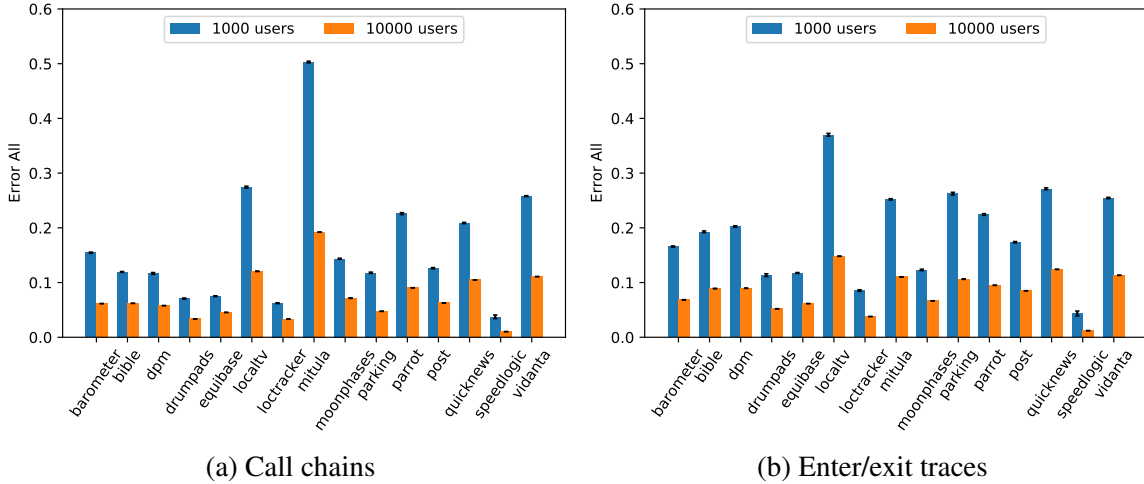 0.6
0.5
0.4
0.3
0.2
0.1
0.0
Error All
1000 users
10000 users
barometer
bible
dpm
drumpads
equibase
localtv
loctracker
mitula
moonphases
parking
parrot
post
quicknews
speedlogic
vidanta
(a) Call chains
0.6
0.5
0.4
0.3
0.2
0.1
0.0
Error All
1000 users
10000 users
barometer
bible
dpm
drumpads
equibase
localtv
loctracker
mitula
moonphases
parking
parrot
post
quicknews
speedlogic
vidanta
(b) Enter/exit traces